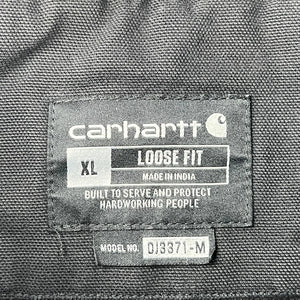 carhartt
XL LOOSE FIT
MADE IN INDIA
BUILT TO SERVE AND PROTECT
HARDWORKING PEOPLE
MODEL NO. OJ3371-M